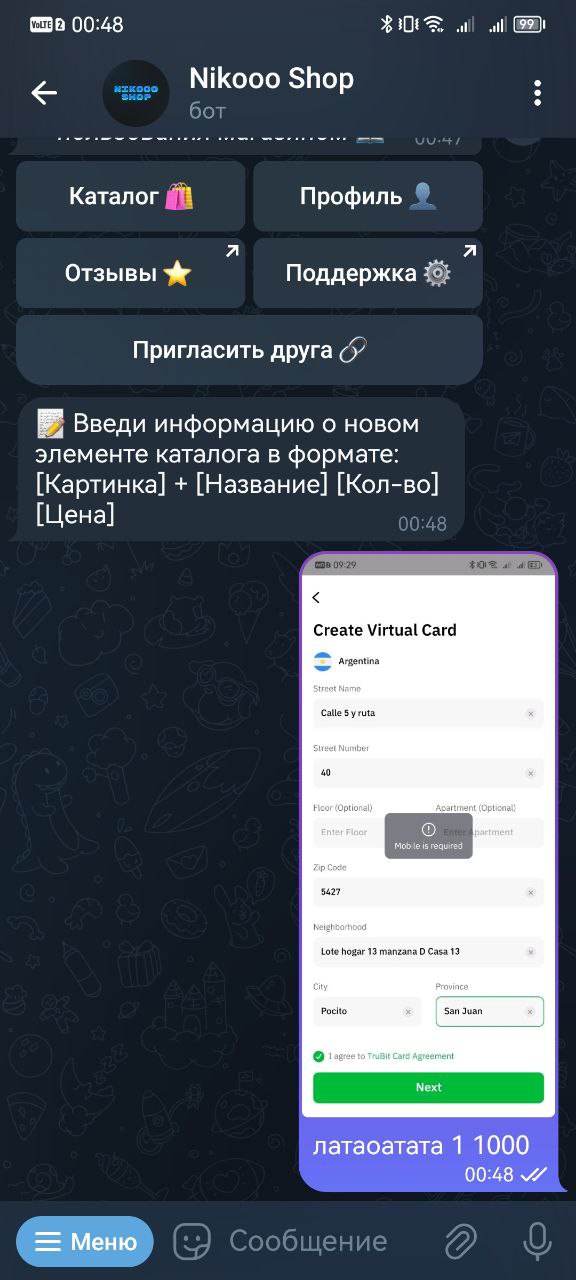 VoLTE 2 00:48
99
NIKOOO
SHOP
Nikooo Shop
бот
пользования магазином 00:47
Каталог
Профиль
Отзывы
Поддержка
Пригласить друга
Введи информацию о новом
элементе каталога в формате:
[Картинка] + [Название] [Кол-во]
[Цена]
00:48
09:29
Create Virtual Card
Argentina
Street Name
Calle 5 y ruta
Street Number
40
Floor (Optional) Apartment (Optional)
Enter Floor Enter Apartment
Mobile is required
Zip Code
5427
Neighborhood
Lote hogar 13 manzana D Casa 13
City Province
Pocito San Juan
I agree to TruBit Card Agreement
Next
латаоатата 1 1000
00:48
Меню Сообщение